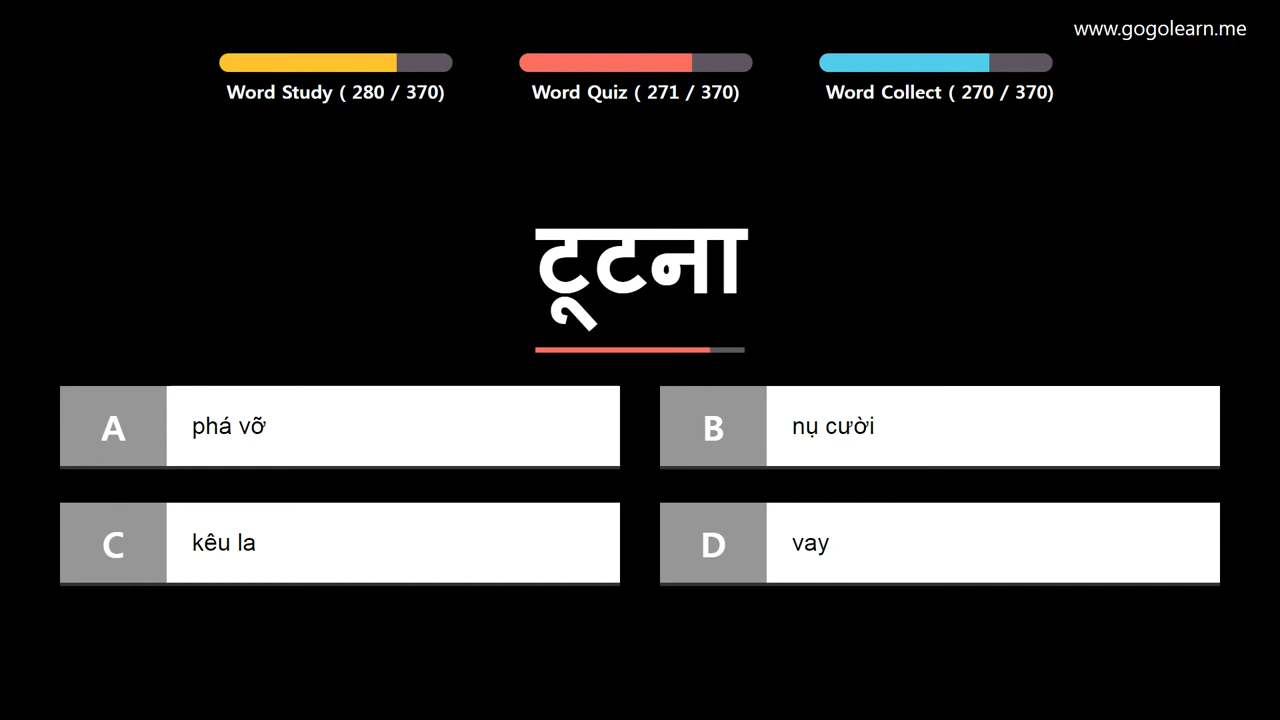 www.gogolearn.me
Word Study ( 280 / 370)
Word Quiz ( 271 / 370)
Word Collect ( 270 / 370)
टूटना
A phá vỡ
B nụ cười
C kêu la
D vay